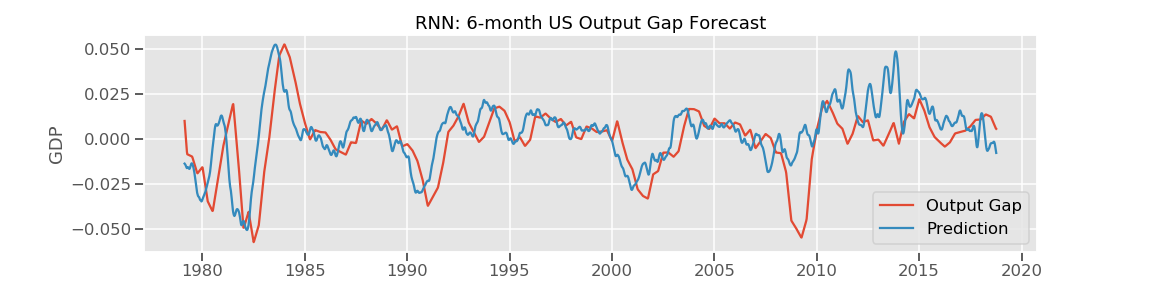 RNN: 6-month US Output Gap Forecast
GDP
0.050
0.025
0.000
−0.025
−0.050
1980 1985 1990 1995 2000 2005 2010 2015 2020
Output Gap
Prediction